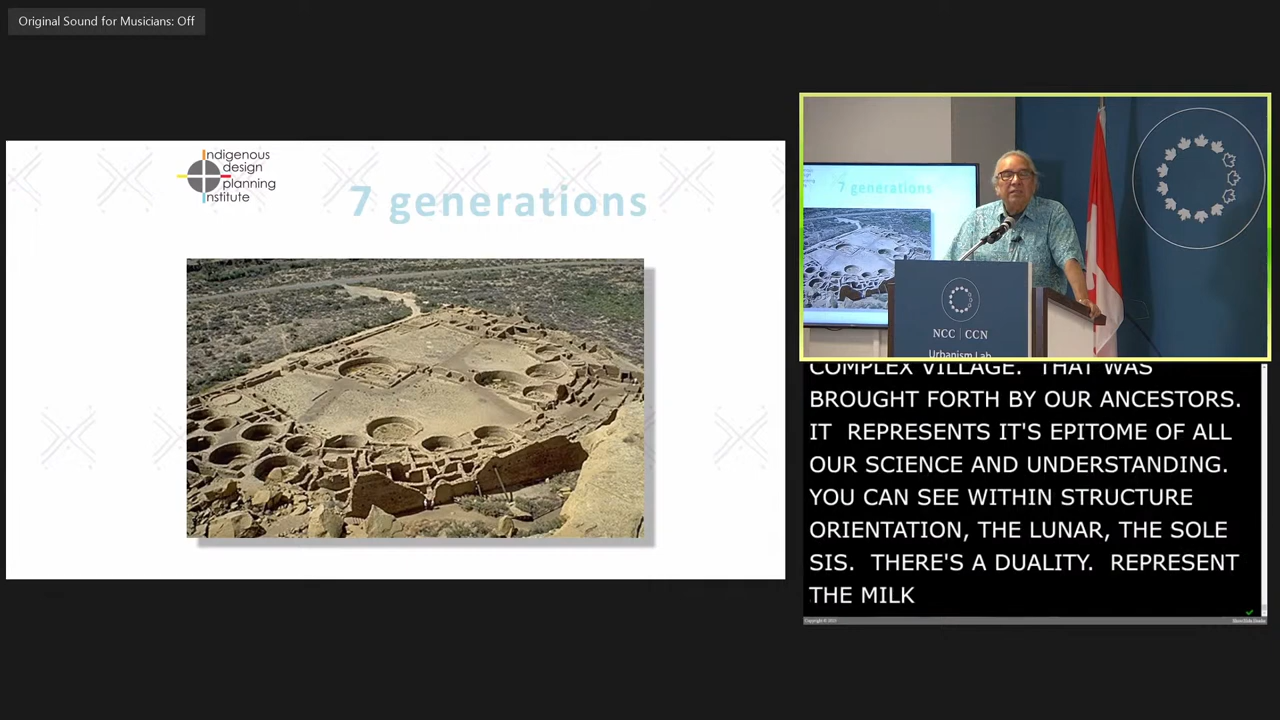 Original Sound for Musicians: Off
Indigenous
design
planning
institute
7 generations
7 generations
NCC | CCN
Urbanism Lab
COMPLEX VILLAGE. THAT WAS
BROUGHT FORTH BY OUR ANCESTORS.
IT REPRESENTS IT'S EPITOME OF ALL
OUR SCIENCE AND UNDERSTANDING.
YOU CAN SEE WITHIN STRUCTURE
ORIENTATION, THE LUNAR, THE SOLE
SIS. THERE'S A DUALITY. REPRESENT
THE MILK